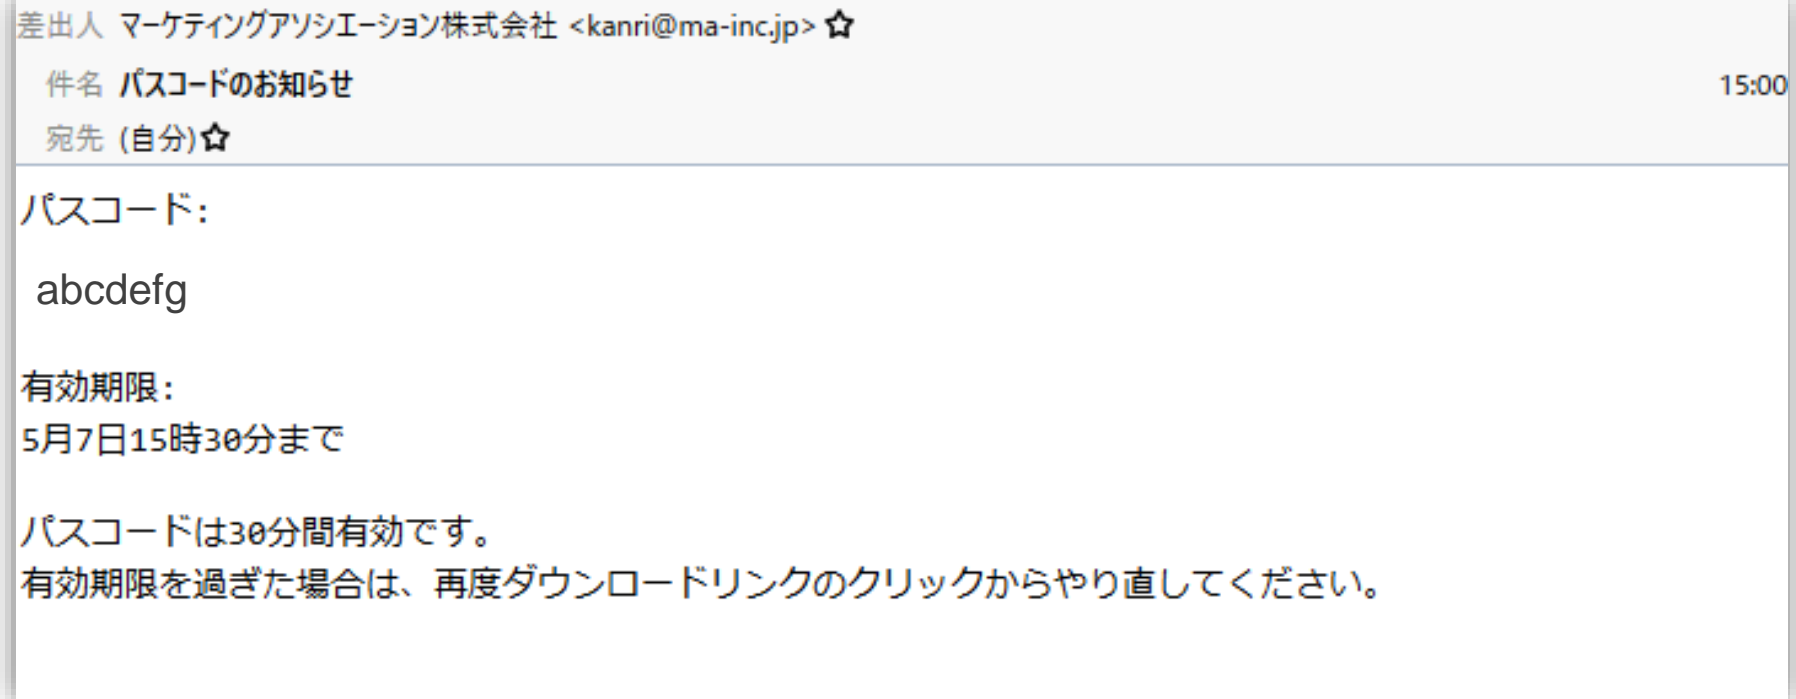 差出人 マーケティングアソシエーション株式会社 <kanri@ma-inc.jp>
件名 パスコードのお知らせ 15:00
宛先 (自分)
パスコード:
abcdefg
有効期限:
5月7日15時30分まで
パスコードは30分間有効です。
有効期限を過ぎた場合は、再度ダウンロードリンクのクリックからやり直してください。